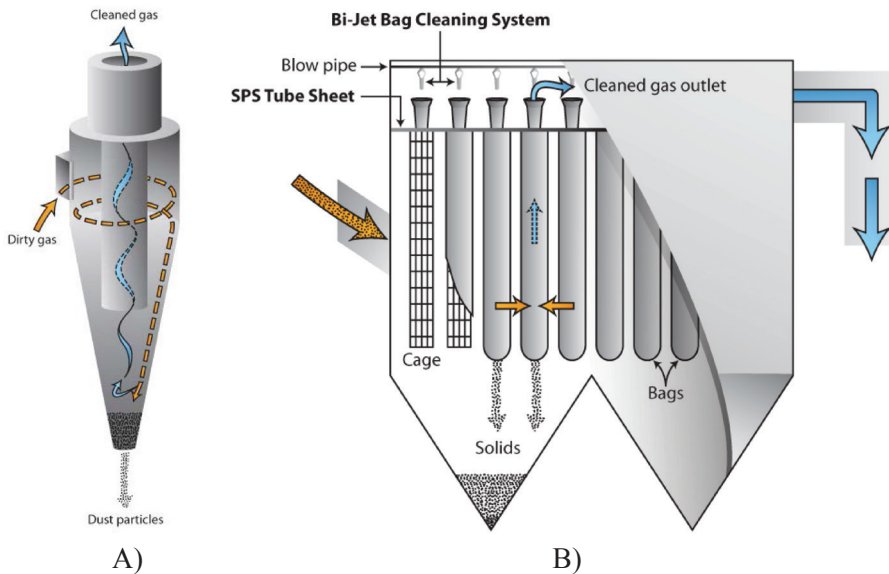 Cleaned gas
Dirty gas
Dust particles
A)
Bi-Jet Bag Cleaning System
Blow pipe
Cleaned gas outlet
SPS Tube Sheet
Cage
Bags
Solids
B)